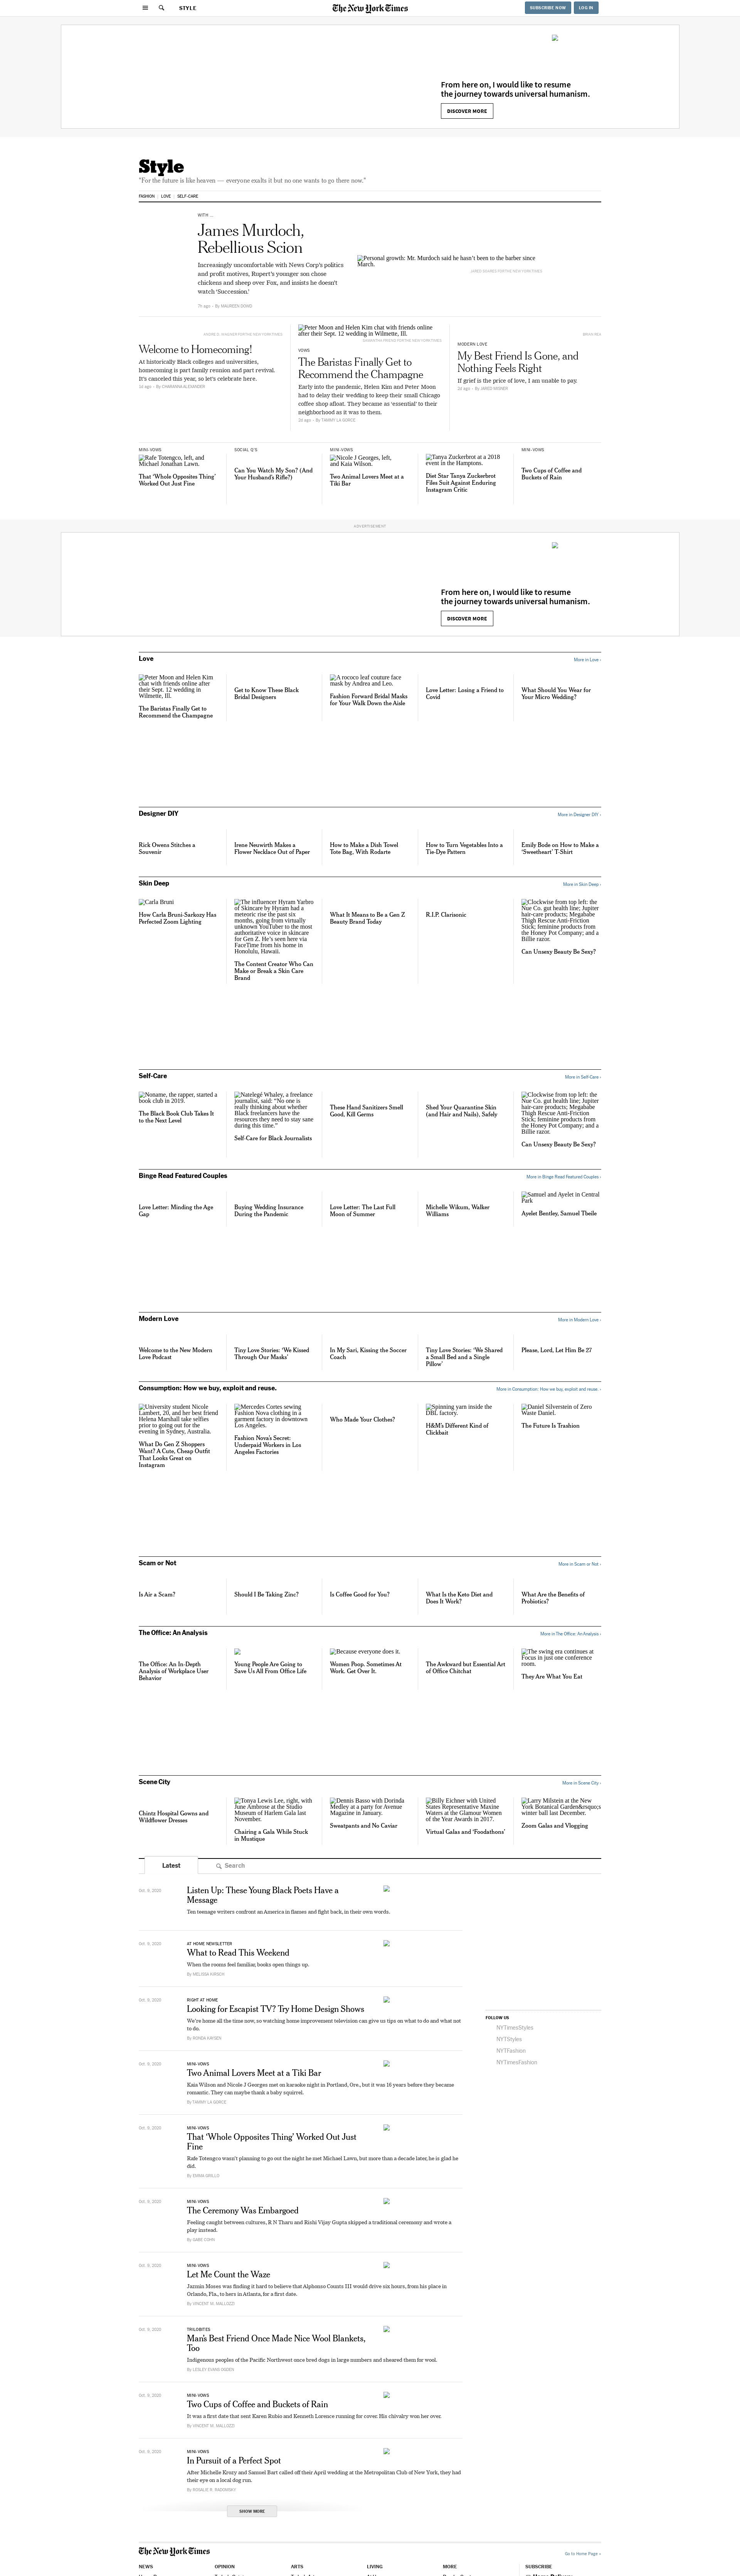 STYLE
The New York Times
SUBSCRIBE NOW
LOG IN
From here on, I would like to resume
the journey towards universal humanism.
DISCOVER MORE
Style
"For the future is like heaven — everyone exalts it but no one wants to go there now."
FASHION
LOVE
SELF-CARE
WITH ...
James Murdoch,
Rebellious Scion
Increasingly uncomfortable with News Corp's politics
and profit motives, Rupert's younger son chose
chickens and sheep over Fox, and insists he doesn't
watch 'Succession.'
7h ago · By MAUREEN DOWD
Personal growth: Mr. Murdoch said he hasn't been to the barber since
March.
Welcome to Homecoming!
At historically Black colleges and universities,
homecoming is part family reunion and part revival.
It's canceled this year, so let's celebrate here.
Peter Moon and Helen Kim chat with friends online
after their Sept. 12 wedding in Wilmette, Ill.
VOWS
The Baristas Finally Get to
Recommend the Champagne
Early into the pandemic, Helen Kim and Peter Moon
had to delay their wedding to keep their small Chicago
coffee shop afloat. They became as 'essential' to their
neighborhood as it was to them.
2d ago · By TAMMY LA GORCE
MODERN LOVE
My Best Friend Is Gone, and
Nothing Feels Right
If grief is the price of love, I am unable to pay.
MINI-VOWS
Rafe Totengco, left, and
Michael Jonathan Lawn.
That 'Whole Opposites Thing'
Worked Out Just Fine
SOCIAL Q'S
Can You Watch My Son? (And
Your Husband's Rifle?)
MINI-VOWS
Nicole J Georges, left,
and Kaia Wilson.
Two Animal Lovers Meet at a
Tiki Bar
Tanya Zuckerbrot at a 2018
event in the Hamptons.
Diet Star Tanya Zuckerbrot
Files Suit Against Enduring
Instagram Critic
MINI-VOWS
Two Cups of Coffee and
Buckets of Rain
ADVERTISEMENT
From here on, I would like to resume
the journey towards universal humanism.
DISCOVER MORE
Love
More in Love ›
Peter Moon and Helen Kim
chat with friends online after
their Sept. 12 wedding in
Wilmette, Ill.
The Baristas Finally Get to
Recommend the Champagne
Get to Know These Black
Bridal Designers
A rococo leaf couture face
mask by Andrea and Leo.
Fashion Forward Bridal Masks
for Your Walk Down the Aisle
Love Letter: Losing a Friend to
Covid
What Should You Wear for
Your Micro Wedding?
Designer DIY
More in Designer DIY ›
Rick Owens Stitches a
Souvenir
Irene Neuwirth Makes a
Flower Necklace Out of Paper
How to Make a Dish Towel
Tote Bag, With Rodarte
How to Turn Vegetables Into a
Tie-Dye Pattern
Emily Bode on How to Make a
'Sweetheart' T-Shirt
Skin Deep
More in Skin Deep ›
Carla Bruni
How Carla Bruni-Sarkozy Has
Perfected Zoom Lighting
The influencer Hyram Yarbro
of Skincare by Hyram had a
meteoric rise the past six
months, going from virtually
unknown YouTuber to the most
authoritative voice in skincare
for Gen Z. He's seen here via
FaceTime from his home in
Honolulu, Hawaii.
The Content Creator Who Can
Make or Break a Skin Care
Brand
What It Means to Be a Gen Z
Beauty Brand Today
R.I.P. Clarisonic
Clockwise from top left: the
Nue Co. gut health line; Jupiter
hair-care products; Megababe
Thigh Rescue Anti-Friction
Stick; feminine products from
the Honey Pot Company; and a
Billie razor.
Can Unsexy Beauty Be Sexy?
Self-Care
More in Self-Care ›
Noname, the rapper, started a
book club in 2019.
The Black Book Club Takes It
to the Next Level
Natelegé Whaley, a freelance
journalist, said: "No one is
really thinking about whether
Black freelancers have the
resources they need to stay sane
during this time."
Self-Care for Black Journalists
These Hand Sanitizers Smell
Good, Kill Germs
Shed Your Quarantine Skin
(and Hair and Nails), Safely
Clockwise from top left: the
Nue Co. gut health line; Jupiter
hair-care products; Megababe
Thigh Rescue Anti-Friction
Stick; feminine products from
the Honey Pot Company; and a
Billie razor.
Can Unsexy Beauty Be Sexy?
Binge Read Featured Couples
More in Binge Read Featured Couples ›
Love Letter: Minding the Age
Gap
Buying Wedding Insurance
During the Pandemic
Love Letter: The Last Full
Moon of Summer
Michelle Wikum, Walker
Williams
Samuel and Ayelet in Central
Park
Ayelet Bentley, Samuel Tbeile
Modern Love
More in Modern Love ›
Welcome to the New Modern
Love Podcast
Tiny Love Stories: 'We Kissed
Through Our Masks'
In My Sari, Kissing the Soccer
Coach
Tiny Love Stories: 'We Shared
a Small Bed and a Single
Pillow'
Please, Lord, Let Him Be 27
Consumption: How we buy, exploit and reuse.
More in Consumption: How we buy, exploit and reuse. ›
University student Nicole
Lambert, 20, and her best friend
Helena Marshall take selfies
prior to going out for the
evening in Sydney, Australia.
What Do Gen Z Shoppers
Want? A Cute, Cheap Outfit
That Looks Great on
Instagram
Mercedes Cortes sewing
Fashion Nova clothing in a
garment factory in downtown
Los Angeles.
Fashion Nova's Secret:
Underpaid Workers in Los
Angeles Factories
Who Made Your Clothes?
Spinning yarn inside the
DBL factory.
H&M's Different Kind of
Clickbait
Daniel Silverstein of Zero
Waste Daniel.
The Future Is Trashion
Scam or Not
More in Scam or Not ›
Is Air a Scam?
Should I Be Taking Zinc?
Is Coffee Good for You?
What Is the Keto Diet and
Does It Work?
What Are the Benefits of
Probiotics?
The Office: An Analysis
More in The Office: An Analysis ›
The Office: An In-Depth
Analysis of Workplace User
Behavior
Young People Are Going to
Save Us All From Office Life
Because everyone does it.
Women Poop. Sometimes At
Work. Get Over It.
The Awkward but Essential Art
of Office Chitchat
The swing era continues at
Focus in just one conference
room.
They Are What You Eat
Scene City
More in Scene City ›
Chintz Hospital Gowns and
Wildflower Dresses
Tonya Lewis Lee, right, with
June Ambrose at the Studio
Museum of Harlem Gala last
November.
Chairing a Gala While Stuck
in Mustique
Dennis Basso with Dorinda
Medley at a party for Avenue
Magazine in January.
Sweatpants and No Caviar
Billy Eichner with United
States Representative Maxine
Waters at the Glamour Women
of the Year Awards in 2017.
Virtual Galas and 'Foodathons'
Larry Milstein at the New
York Botanical Garden&rsquo;s
winter ball last December.
Zoom Galas and Vlogging
Latest
Search
Oct. 9, 2020
Listen Up: These Young Black Poets Have a
Message
Ten teenage writers confront an America in flames and fight back, in their own words.
Oct. 9, 2020
AT HOME NEWSLETTER
What to Read This Weekend
When the rooms feel familiar, books open things up.
By MELISSA KIRSCH
Oct. 9, 2020
RIGHT AT HOME
Looking for Escapist TV? Try Home Design Shows
We're home all the time now, so watching home improvement television can give us tips on what to do and what not
to do.
By RONDA KAYSEN
Oct. 9, 2020
MINI-VOWS
Two Animal Lovers Meet at a Tiki Bar
Kaia Wilson and Nicole J Georges met on karaoke night in Portland, Ore., but it was 16 years before they became
romantic. They can maybe thank a baby squirrel.
By TAMMY LA GORCE
Oct. 9, 2020
MINI-VOWS
That 'Whole Opposites Thing' Worked Out Just
Fine
Rafe Totengco wasn't planning to go out the night he met Michael Lawn, but more than a decade later, he is glad he
did.
By EMMA GRILLO
Oct. 9, 2020
MINI-VOWS
The Ceremony Was Embargoed
Feeling caught between cultures, R N Tharu and Rishi Vijay Gupta skipped a traditional ceremony and wrote a
play instead.
By GABE COHN
Oct. 9, 2020
MINI-VOWS
Let Me Count the Ways
Jazmin Moses was finding it hard to believe that Alphonso Counts III would drive six hours, from his place in
Orlando, Fla., to hers in Atlanta, for a first date.
By VINCENT M. MALLOZZI
Oct. 9, 2020
TRILOBITES
Man's Best Friend Once Made Nice Wool Blankets,
Too
Indigenous peoples of the Pacific Northwest once bred dogs in large numbers and sheared them for wool.
By LESLEY EVANS OGDEN
Oct. 9, 2020
MINI-VOWS
Two Cups of Coffee and Buckets of Rain
It was a first date that sent Karen Rubio and Kenneth Lorence running for cover. His chivalry won her over.
By VINCENT M. MALLOZZI
Oct. 9, 2020
MINI-VOWS
In Pursuit of a Perfect Spot
After Michelle Krusy and Samuel Bart called off their April wedding at the Metropolitan Club of New York, they had
their eye on a local dog run.
SHOW MORE
FOLLOW US
NYTimesStyles
NYTStyles
NYTFashion
NYTimesFashion
The New York Times
Go to Home Page »
NEWS
OPINION
ARTS
LIVING
MORE
SUBSCRIBE